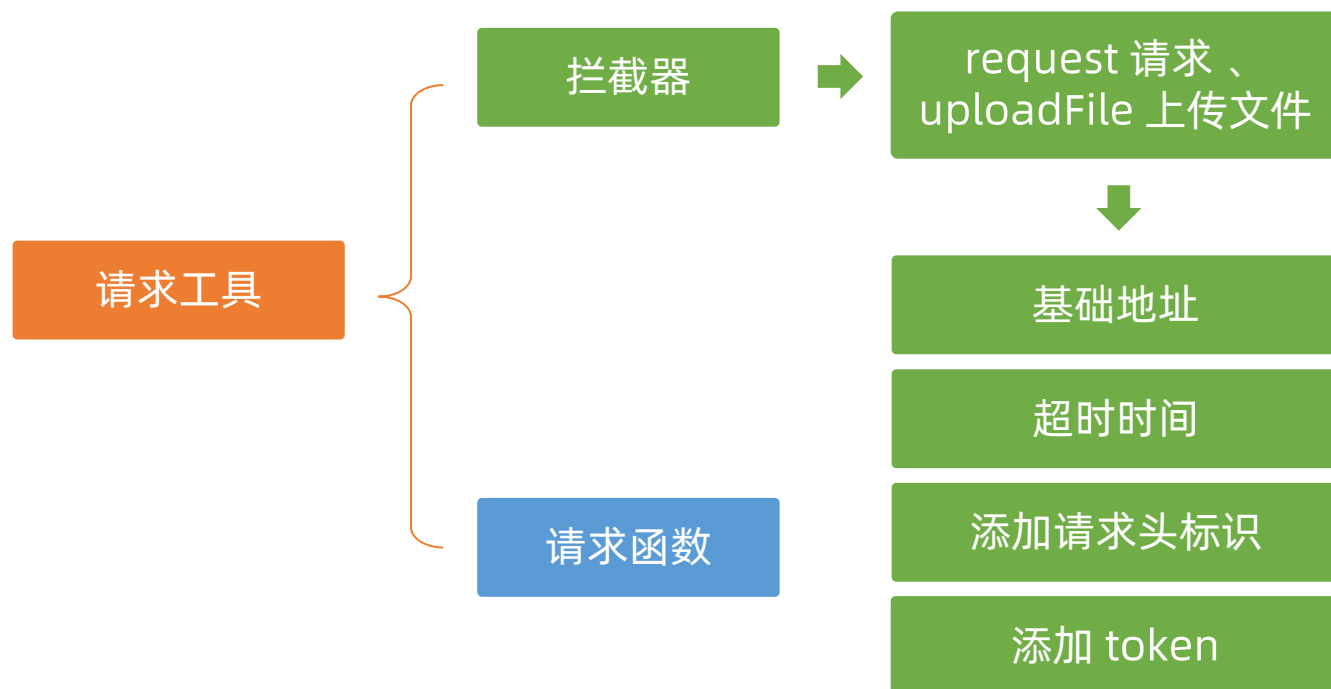 拦截器
request 请求 、
uploadFile 上传文件
请求工具
基础地址
超时时间
添加请求头标识
请求函数
添加 token